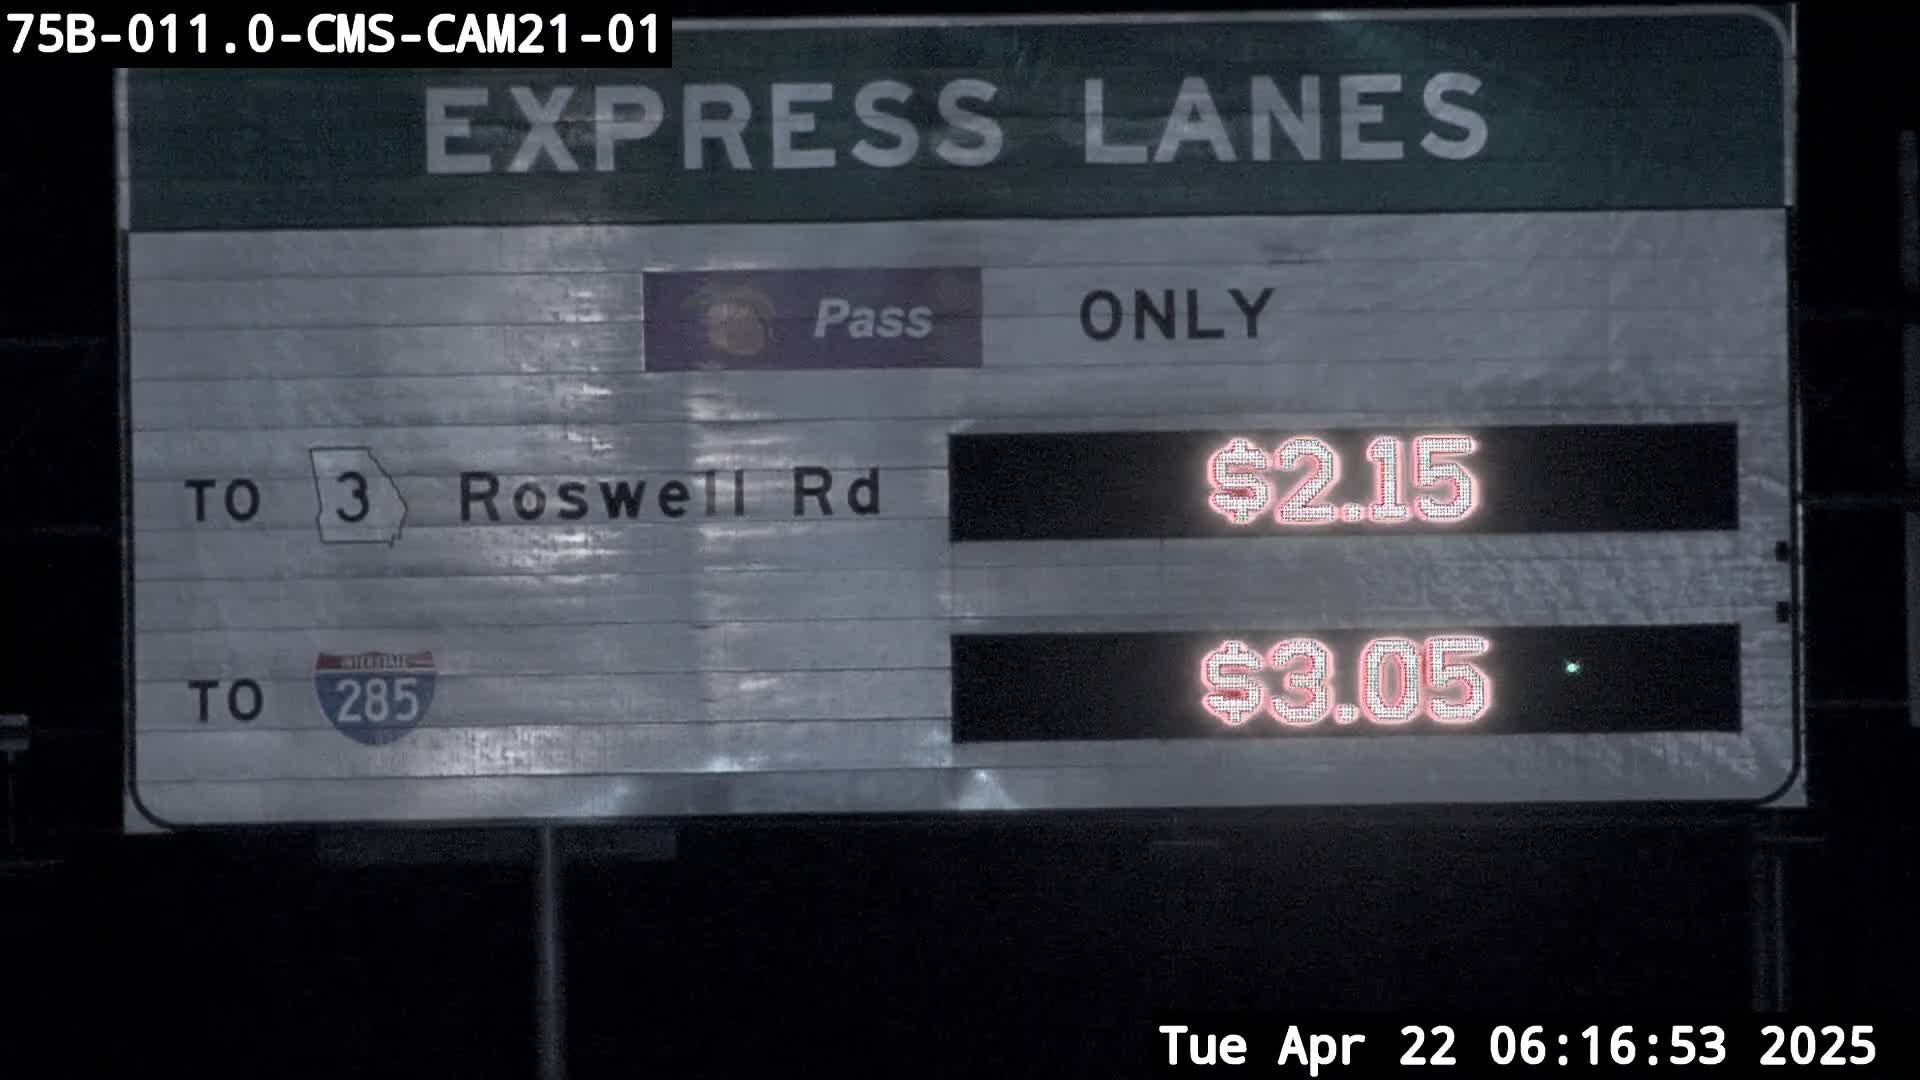 75B-011.0-CMS-CAM21-01
EXPRESS LANES
Pass ONLY
TO 3 Roswell Rd $2.15
INTERSTATE
TO 285 $3.05
Tue Apr 22 06:16:53 2025